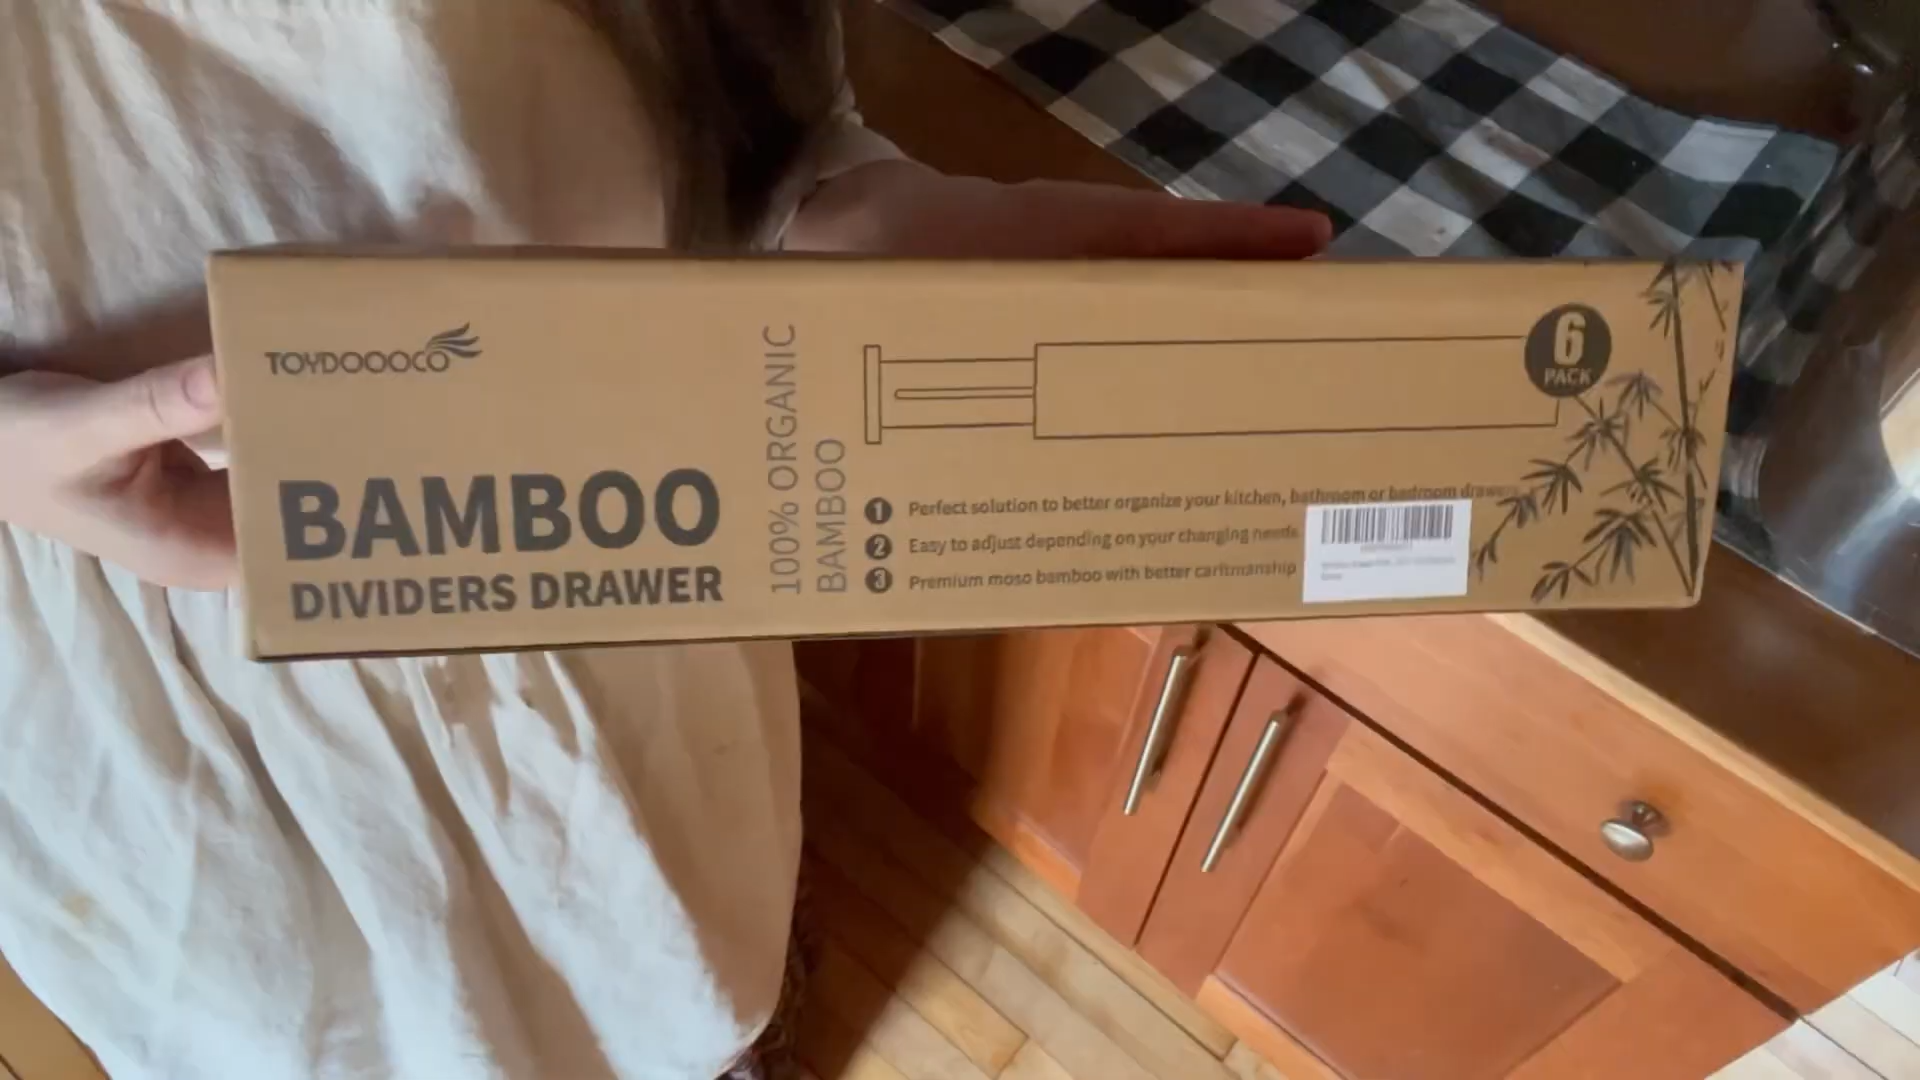 TOYDOOOCO
BAMBOO
DIVIDERS DRAWER
100% ORGANIC
BAMBOO
6
PACK
1 Perfect solution to better organize your kitchen, bathroom or bedroom
2 Easy to adjust depending on your changing needs
3 Premium moso bamboo with better caritmanship